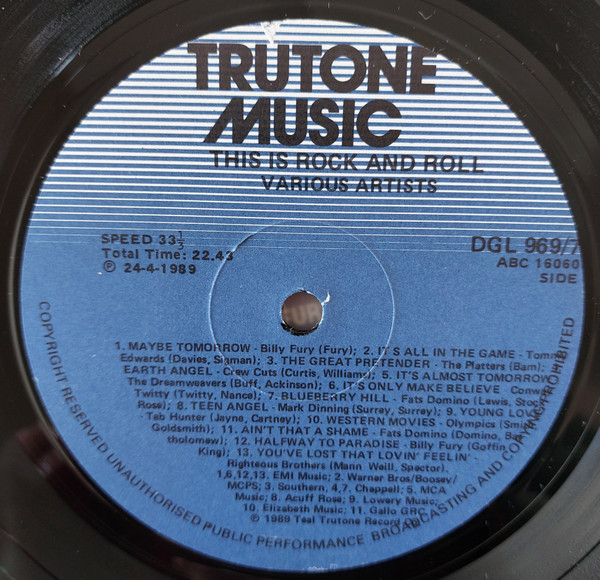 TRUTONE
MUSIC
THIS IS ROCK AND ROLL
VARIOUS ARTISTS
SPEED 33⅓
Total Time: 22.43
℗ 24-4-1989
DGL 969/7
ABC 16060
SIDE
1. MAYBE TOMORROW - Billy Fury (Fury); 2. IT'S ALL IN THE GAME - Tommy
Edwards (Davies, Sigman); 3. THE GREAT PRETENDER - The Platters (Bam);
EARTH ANGEL - Crew Cuts (Curtis, Williams); 5. IT'S ALMOST TOMORROW
The Dreamweavers (Buff, Ackinson); 6. IT'S ONLY MAKE BELIEVE Conway
Twitty (Twitty, Nance); 7. BLUEBERRY HILL - Fats Domino (Lewis, Stock
Rose); 8. TEEN ANGEL - Mark Dinning (Surrey, Surrey); 9. YOUNG LOVE
- Tab Hunter (Jayne, Cartney); 10. WESTERN MOVIES - Olympics (Smith
Goldsmith); 11. AIN'T THAT A SHAME - Fats Domino (Domino, Bar-
tholomew); 12. HALFWAY TO PARADISE - Billy Fury (Goffin
King); 13. YOU'VE LOST THAT LOVIN' FEELIN' -
Righteous Brothers (Mann Weill, Spector).
1,6,12,13. EMI Music; 2. Warner Bros/Boosey/
MCPS; 3. Southern, 4,7. Chappell; 5. MCA
Music; 8. Acuff Rose; 9. Lowery Music;
10. Elizabeth Music; 11. Gallo GRC
℗ 1989 Teal Trutone Record
COPYRIGHT RESERVED UNAUTHORISED PUBLIC PERFORMANCE BROADCASTING AND COPYING PROHIBITED